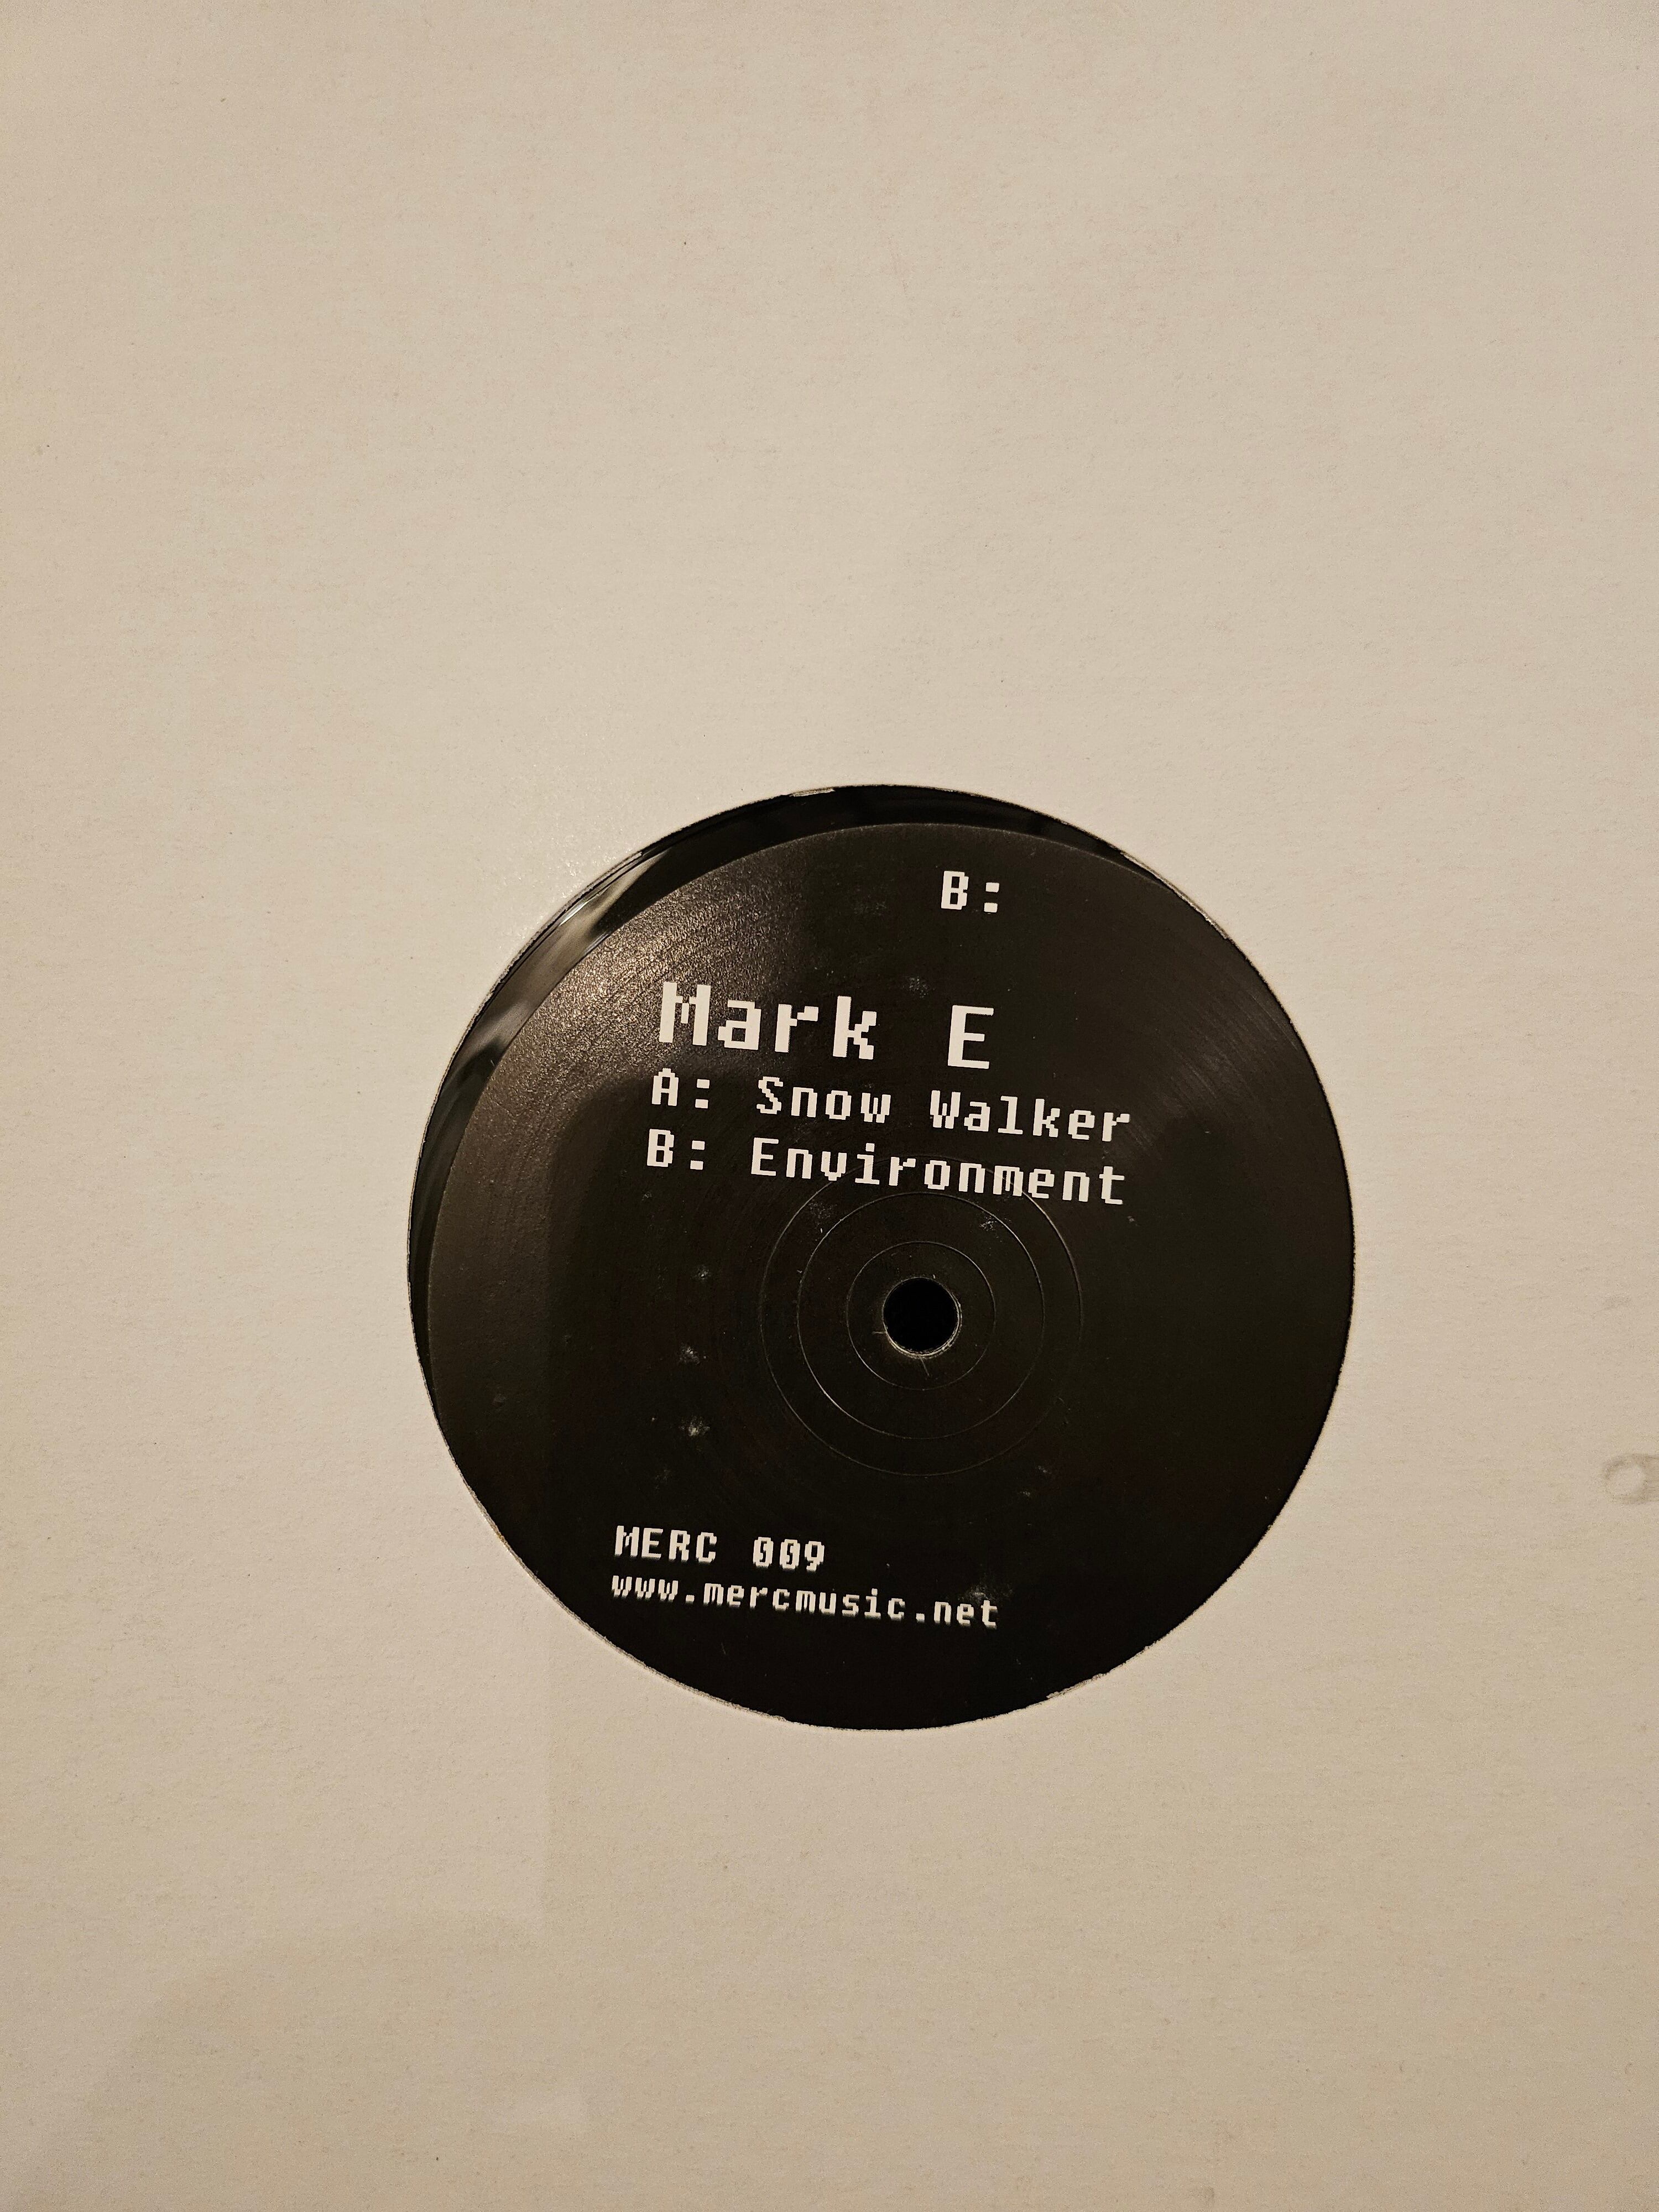 B:
Mark E
A: Snow Walker
B: Environment
MERC 009
www.mercmusic.net